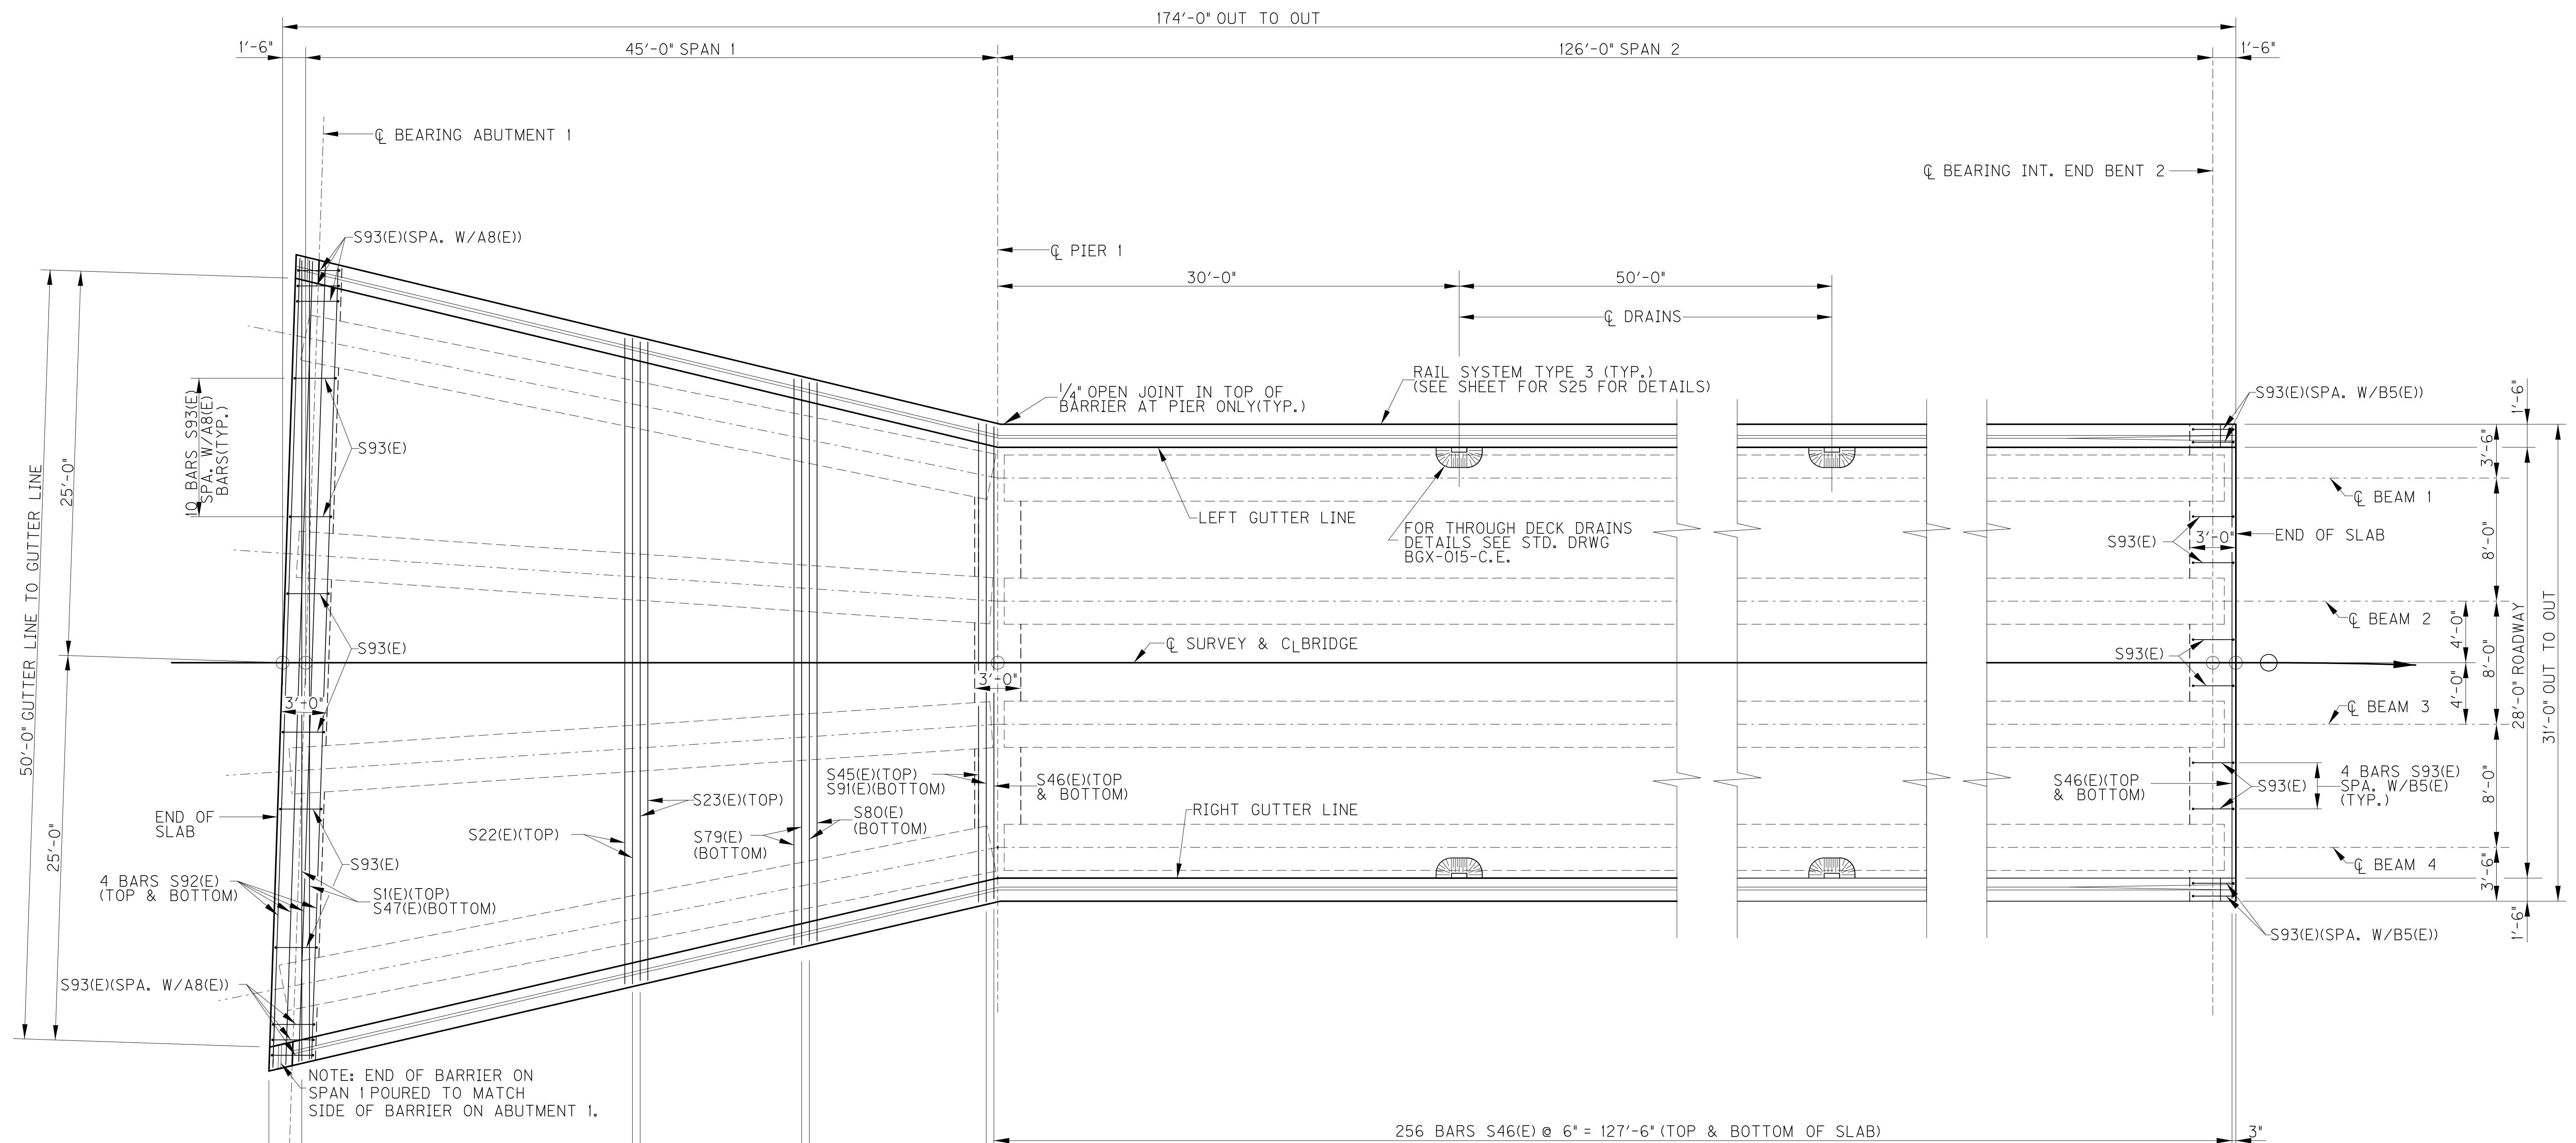 174'-0" OUT TO OUT
1'-6"
45'-0" SPAN 1
126'-0" SPAN 2
1'-6"
℄ BEARING ABUTMENT 1
℄ BEARING INT. END BENT 2
S93(E)(SPA. W/A8(E))
℄ PIER 1
30'-0"
50'-0"
℄ DRAINS
RAIL SYSTEM TYPE 3 (TYP.)
(SEE SHEET FOR S25 FOR DETAILS)
1/4" OPEN JOINT IN TOP OF
BARRIER AT PIER ONLY(TYP.)
S93(E)(SPA. W/B5(E))
1'-6"
50'-0" GUTTER LINE TO GUTTER LINE
25'-0"
10 BARS S93(E)
SPA. W/A8(E)
BARS(TYP.)
S93(E)
3'-6"
℄ BEAM 1
LEFT GUTTER LINE
FOR THROUGH DECK DRAINS
DETAILS SEE STD. DRWG
BGX-015-C.E.
S93(E)
3'-0"
END OF SLAB
8'-0"
℄ BEAM 2
4'-0"
8'-0"
28'-0" ROADWAY
31'-0" OUT TO OUT
S93(E)
℄ SURVEY & CLBRIDGE
S93(E)
3'-0"
3'-0"
4'-0"
℄ BEAM 3
S45(E)(TOP)
S91(E)(BOTTOM)
S46(E)(TOP
& BOTTOM)
S46(E)(TOP
& BOTTOM)
S93(E)
4 BARS S93(E)
SPA. W/B5(E)
(TYP.)
8'-0"
END OF
SLAB
S22(E)(TOP)
S23(E)(TOP)
S79(E)
(BOTTOM)
S80(E)
(BOTTOM)
RIGHT GUTTER LINE
25'-0"
S93(E)
℄ BEAM 4
3'-6"
4 BARS S92(E)
(TOP & BOTTOM)
S1(E)(TOP)
S47(E)(BOTTOM)
1'-6"
S93(E)(SPA. W/B5(E))
S93(E)(SPA. W/A8(E))
NOTE: END OF BARRIER ON
SPAN 1 POURED TO MATCH
SIDE OF BARRIER ON ABUTMENT 1.
256 BARS S46(E) @ 6" = 127'-6" (TOP & BOTTOM OF SLAB)
3"